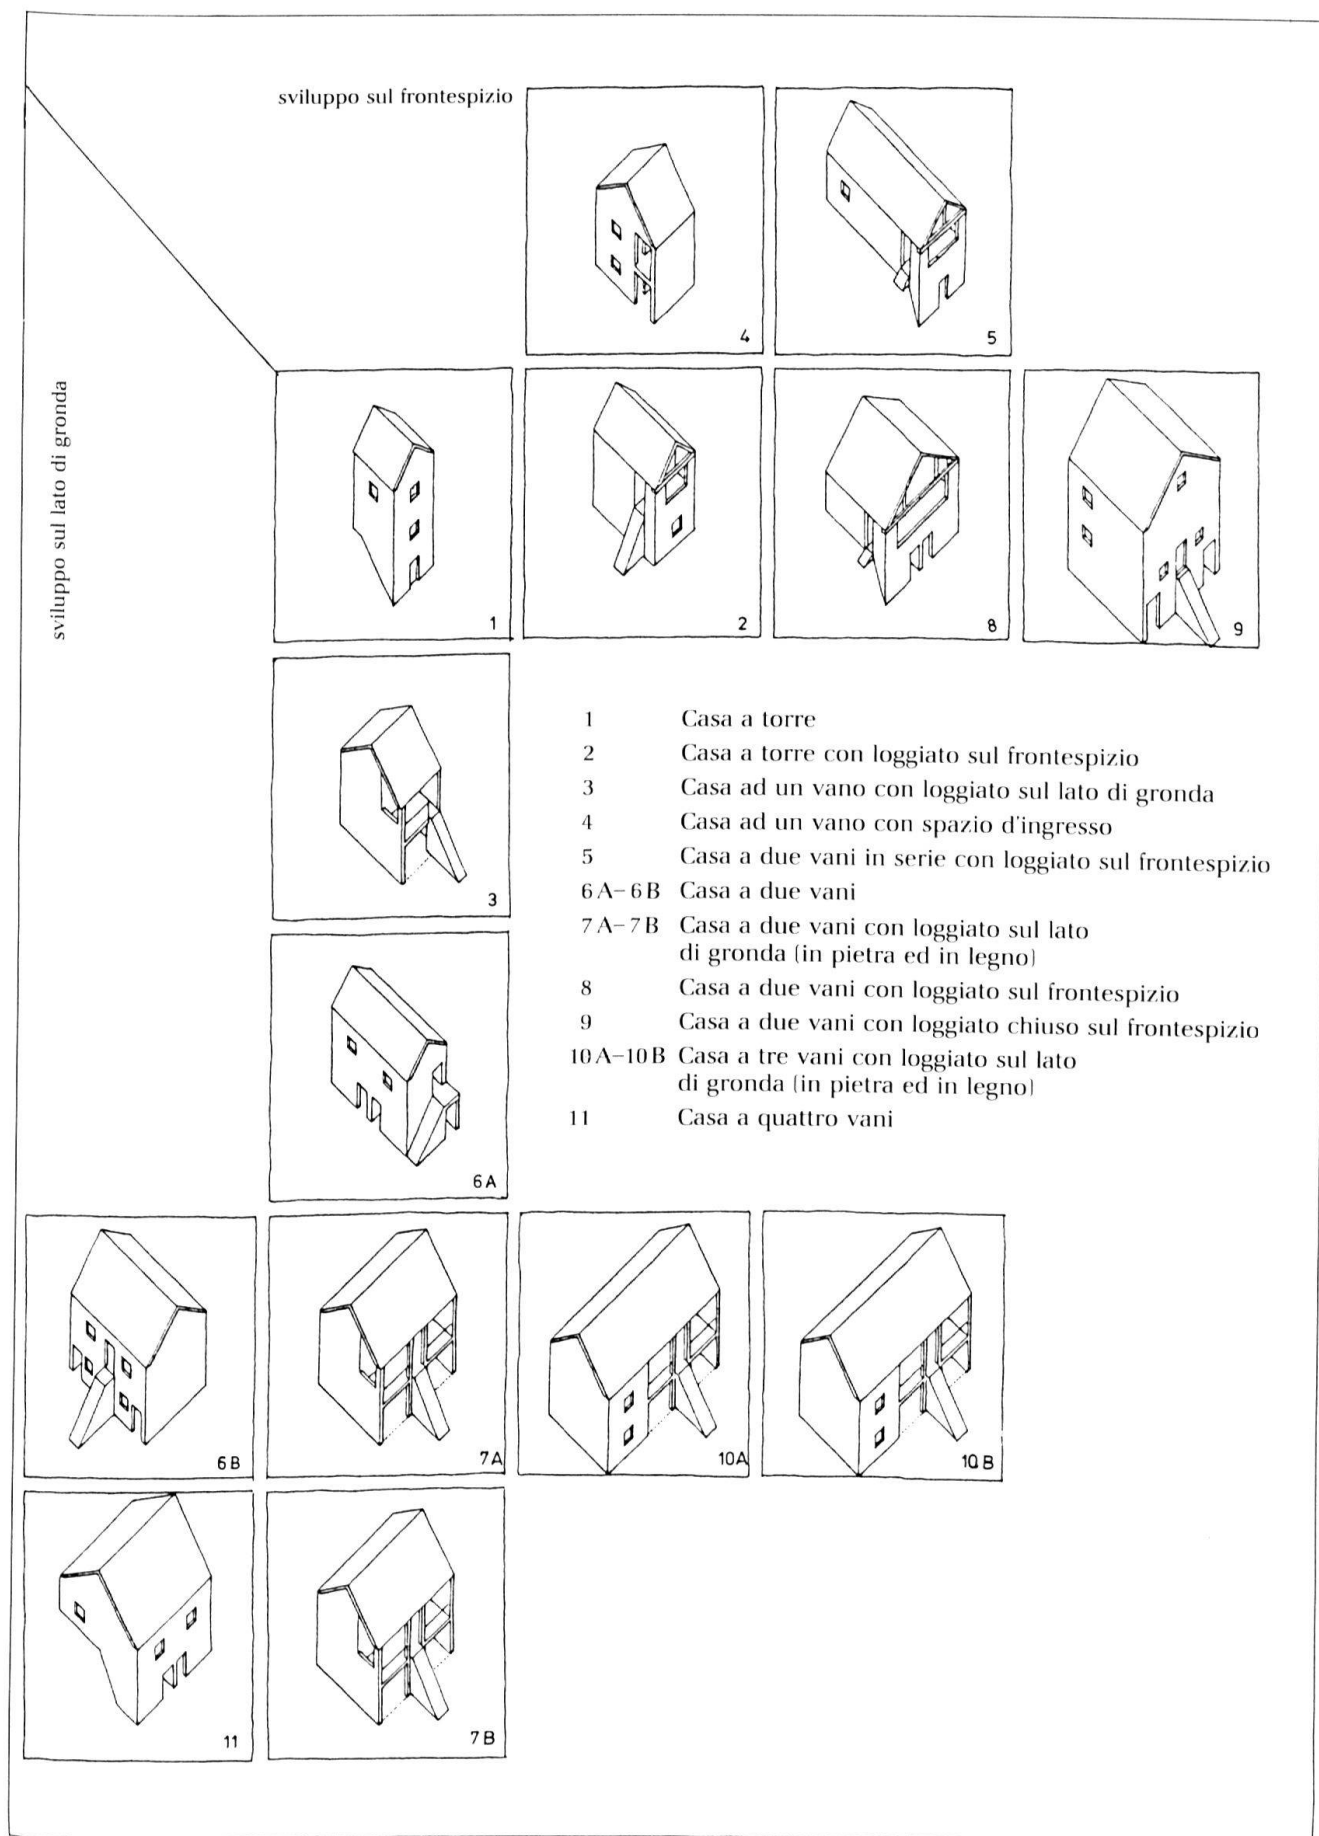 sviluppo sul frontespizio
sviluppo sul lato di gronda
4
5
1
2
8
9
3
1 Casa a torre
2 Casa a torre con loggiato sul frontespizio
3 Casa ad un vano con loggiato sul lato di gronda
4 Casa ad un vano con spazio d'ingresso
5 Casa a due vani in serie con loggiato sul frontespizio
6A–6B Casa a due vani
7A–7B Casa a due vani con loggiato sul lato
di gronda (in pietra ed in legno)
8 Casa a due vani con loggiato sul frontespizio
9 Casa a due vani con loggiato chiuso sul frontespizio
10A–10B Casa a tre vani con loggiato sul lato
di gronda (in pietra ed in legno)
11 Casa a quattro vani
6A
6B
7A
10A
10B
11
7B